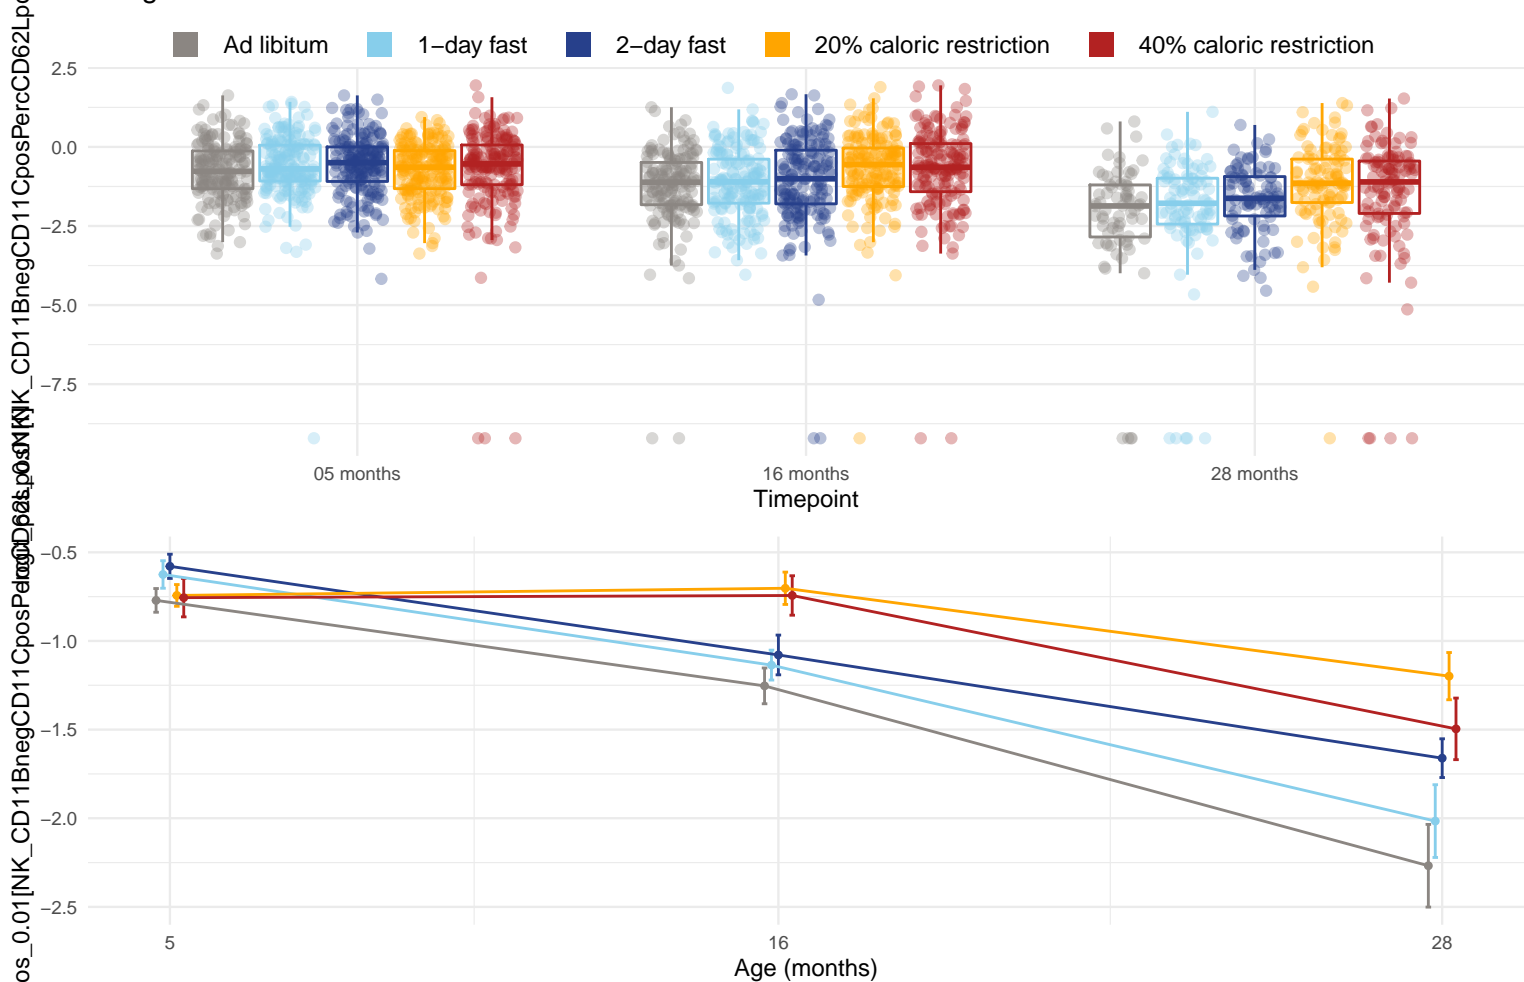 Ad libitum
1−day fast
2−day fast
20% caloric restriction
40% caloric restriction
2.5
0.0
−2.5
−5.0
−7.5
05 months
16 months
28 months
Timepoint
−0.5
−1.0
−1.5
−2.0
−2.5
5
16
28
Age (months)